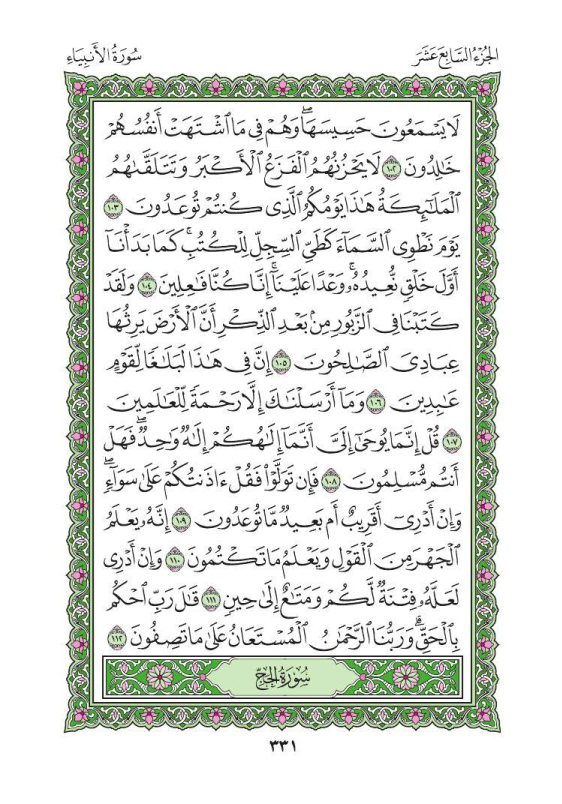 الجُزْءُ السَّابِعَ عَشَرَ
سُورَةُ الأَنبِيَاءِ
لَا يَسْمَعُونَ حَسِيسَهَاۖ وَهُمْ فِي مَا ٱشْتَهَتْ أَنفُسُهُمْ
خَٰلِدُونَ ١٠٢ لَا يَحْزُنُهُمُ ٱلْفَزَعُ ٱلْأَكْبَرُ وَتَتَلَقَّىٰهُمُ
ٱلْمَلَٰٓئِكَةُ هَٰذَا يَوْمُكُمُ ٱلَّذِي كُنتُمْ تُوعَدُونَ ١٠٣
يَوْمَ نَطْوِي ٱلسَّمَآءَ كَطَيِّ ٱلسِّجِلِّ لِلْكُتُبِۚ كَمَا بَدَأْنَآ
أَوَّلَ خَلْقٍ نُّعِيدُهُۥۚ وَعْدًا عَلَيْنَآۚ إِنَّا كُنَّا فَٰعِلِينَ ١٠٤ وَلَقَدْ
كَتَبْنَا فِي ٱلزَّبُورِ مِنۢ بَعْدِ ٱلذِّكْرِ أَنَّ ٱلْأَرْضَ يَرِثُهَا
عِبَادِيَ ٱلصَّٰلِحُونَ ١٠٥ إِنَّ فِي هَٰذَا لَبَلَٰغًا لِّقَوْمٍ
عَٰبِدِينَ ١٠٦ وَمَآ أَرْسَلْنَٰكَ إِلَّا رَحْمَةً لِّلْعَٰلَمِينَ
١٠٧ قُلْ إِنَّمَا يُوحَىٰٓ إِلَيَّ أَنَّمَآ إِلَٰهُكُمْ إِلَٰهٌ وَٰحِدٌۖ فَهَلْ
أَنتُم مُّسْلِمُونَ ١٠٨ فَإِن تَوَلَّوْا۟ فَقُلْ ءَاذَنتُكُمْ عَلَىٰ سَوَآءٍۖ
وَإِنْ أَدْرِيٓ أَقَرِيبٌ أَم بَعِيدٌ مَّا تُوعَدُونَ ١٠٩ إِنَّهُۥ يَعْلَمُ
ٱلْجَهْرَ مِنَ ٱلْقَوْلِ وَيَعْلَمُ مَا تَكْتُمُونَ ١١٠ وَإِنْ أَدْرِي
لَعَلَّهُۥ فِتْنَةٌ لَّكُمْ وَمَتَٰعٌ إِلَىٰ حِينٍ ١١١ قَٰلَ رَبِّ ٱحْكُم
بِٱلْحَقِّۗ وَرَبُّنَا ٱلرَّحْمَٰنُ ٱلْمُسْتَعَانُ عَلَىٰ مَا تَصِفُونَ ١١٢
سُورَةُ الحَجِّ
٣٣١